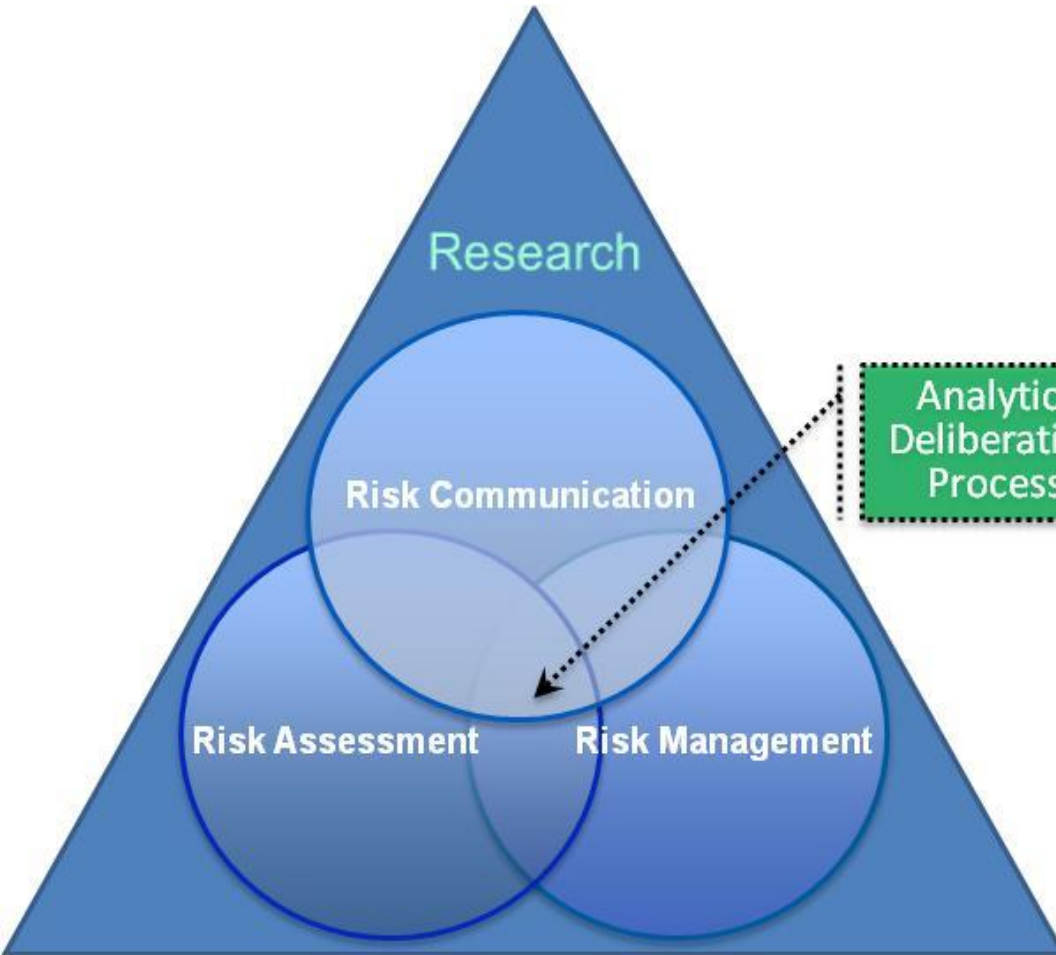 Research
Risk Communication
Analytic
Deliberati
Process
Risk Assessment
Risk Management